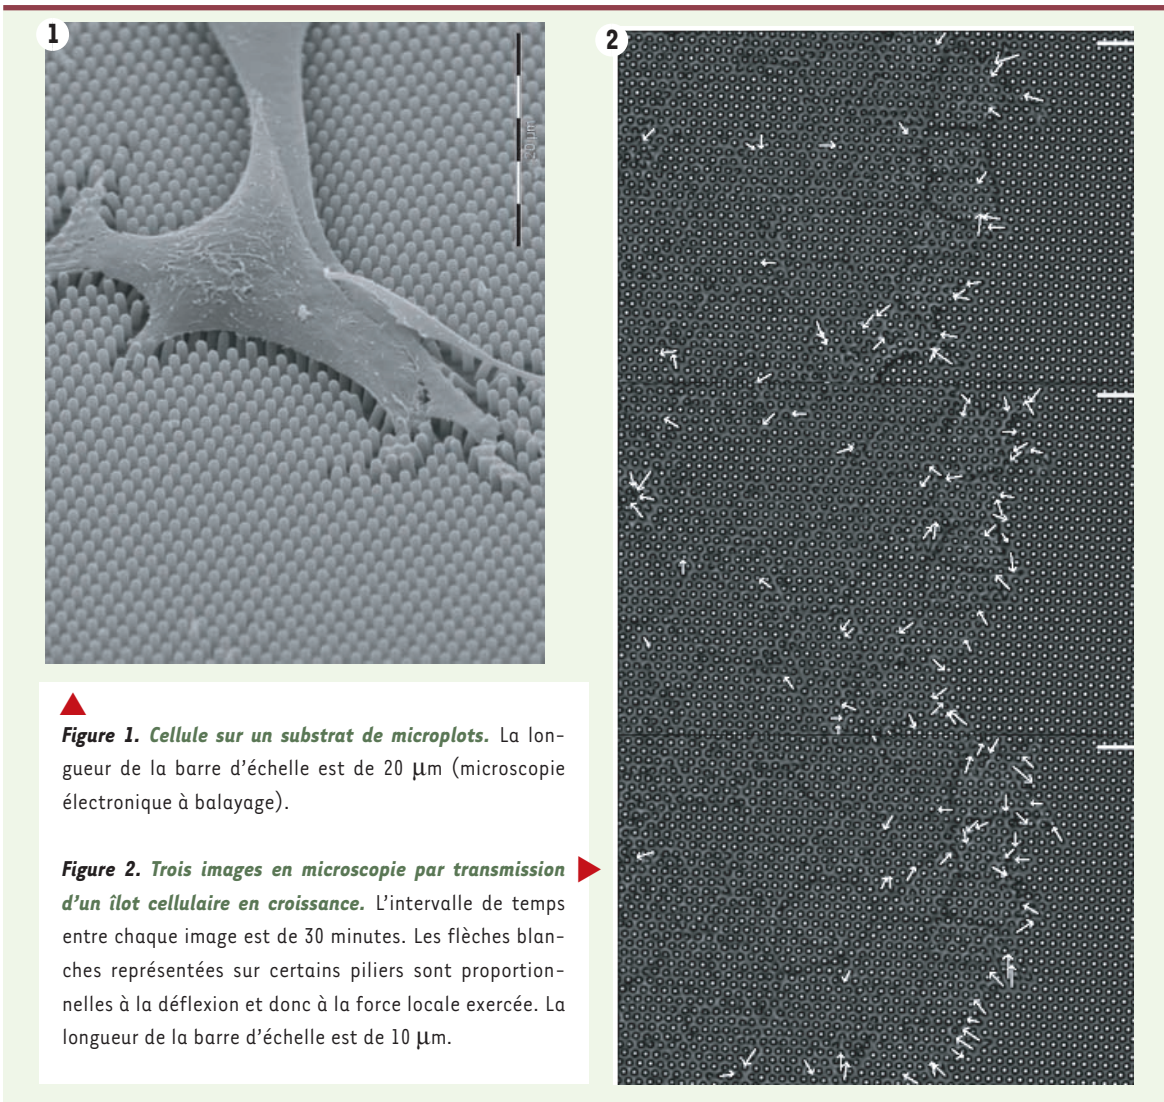 1
2
20 µm
Figure 1. Cellule sur un substrat de microplots. La lon-
gueur de la barre d'échelle est de 20 µm (microscopie
électronique à balayage).
Figure 2. Trois images en microscopie par transmission
d'un îlot cellulaire en croissance. L'intervalle de temps
entre chaque image est de 30 minutes. Les flèches blan-
ches représentées sur certains piliers sont proportion-
nelles à la déflexion et donc à la force locale exercée. La
longueur de la barre d'échelle est de 10 µm.